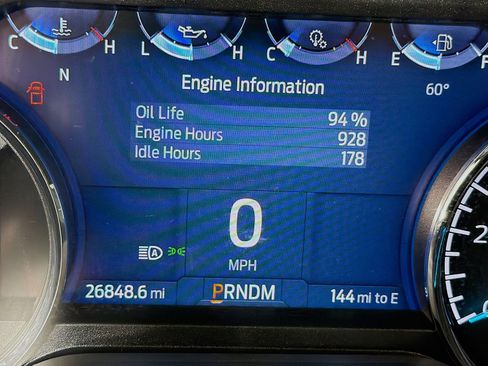 C H L H C H E F
N 60°
Engine Information
Oil Life 94 %
Engine Hours 928
Idle Hours 178
0
MPH
A
2
26848.6 mi PRNDM 144 mi to E